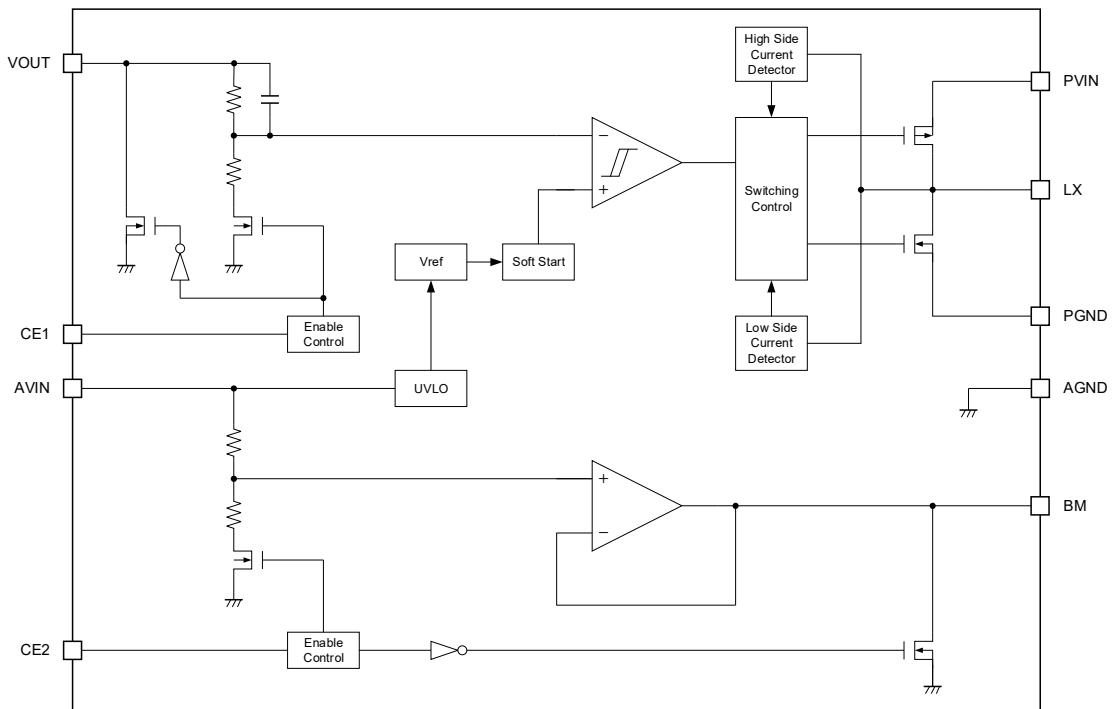 High Side
Current
Detector
VOUT
PVIN
−
+
Switching
Control
LX
Vref
Soft Start
CE1
Enable
Control
Low Side
Current
Detector
PGND
AVIN
UVLO
AGND
+
−
BM
CE2
Enable
Control